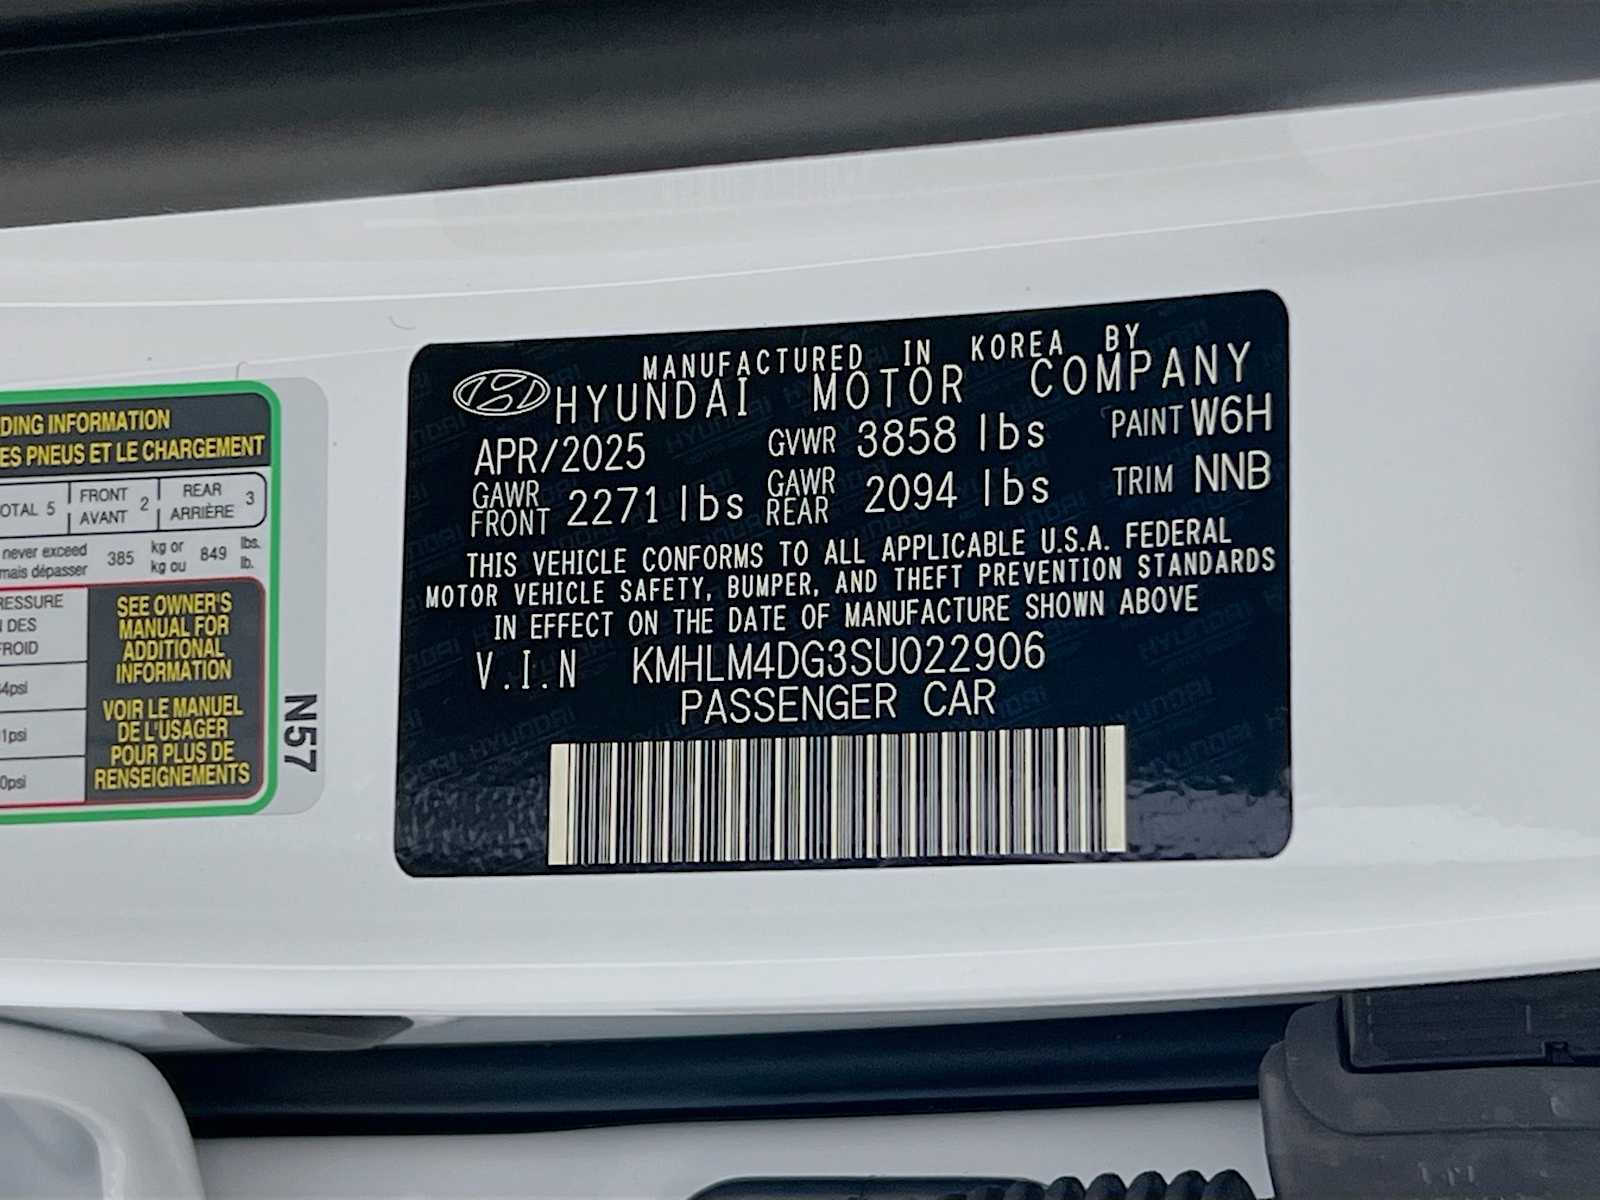 DING INFORMATION
ES PNEUS ET LE CHARGEMENT
OTAL 5 FRONT AVANT 2 REAR ARRIÈRE 3
never exceed 385 kg or 849 lbs.
mais dépasser kg ou lb.
RESSURE
N DES
FROID
4psi
1psi
0psi
SEE OWNER'S
MANUAL FOR
ADDITIONAL
INFORMATION
VOIR LE MANUEL
DE L'USAGER
POUR PLUS DE
RENSEIGNEMENTS
N57
MANUFACTURED IN KOREA BY
HYUNDAI MOTOR COMPANY
APR/2025 GVWR 3858 lbs PAINT W6H
GAWR FRONT 2271 lbs GAWR REAR 2094 lbs TRIM NNB
THIS VEHICLE CONFORMS TO ALL APPLICABLE U.S.A. FEDERAL
MOTOR VEHICLE SAFETY, BUMPER, AND THEFT PREVENTION STANDARDS
IN EFFECT ON THE DATE OF MANUFACTURE SHOWN ABOVE
V.I.N KMHLM4DG3SU022906
PASSENGER CAR